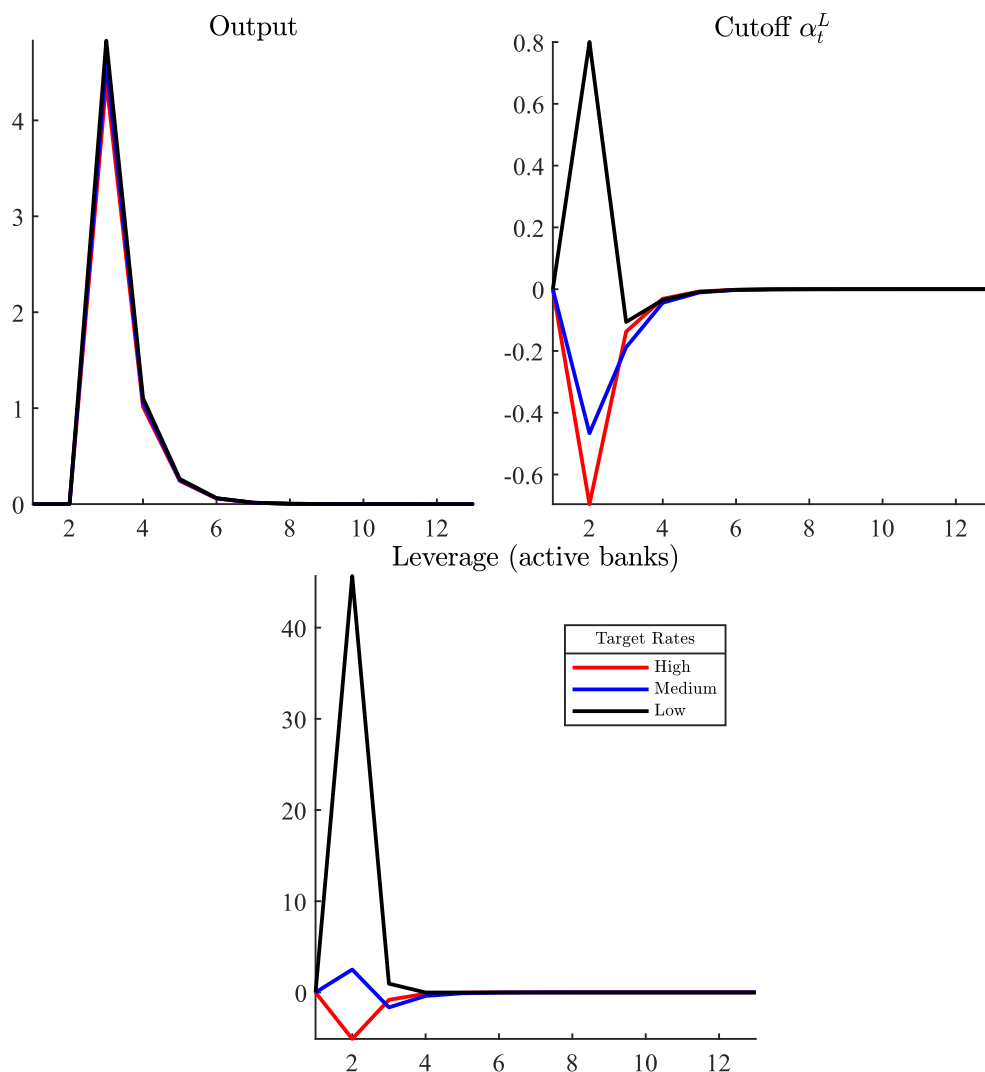 Output
4
3
2
1
0
2 4 6 8 10 12
Cutoff α_t^L
0.8
0.6
0.4
0.2
0
-0.2
-0.4
-0.6
2 4 6 8 10 12
Leverage (active banks)
40
30
20
10
0
2 4 6 8 10 12
Target Rates
High
Medium
Low